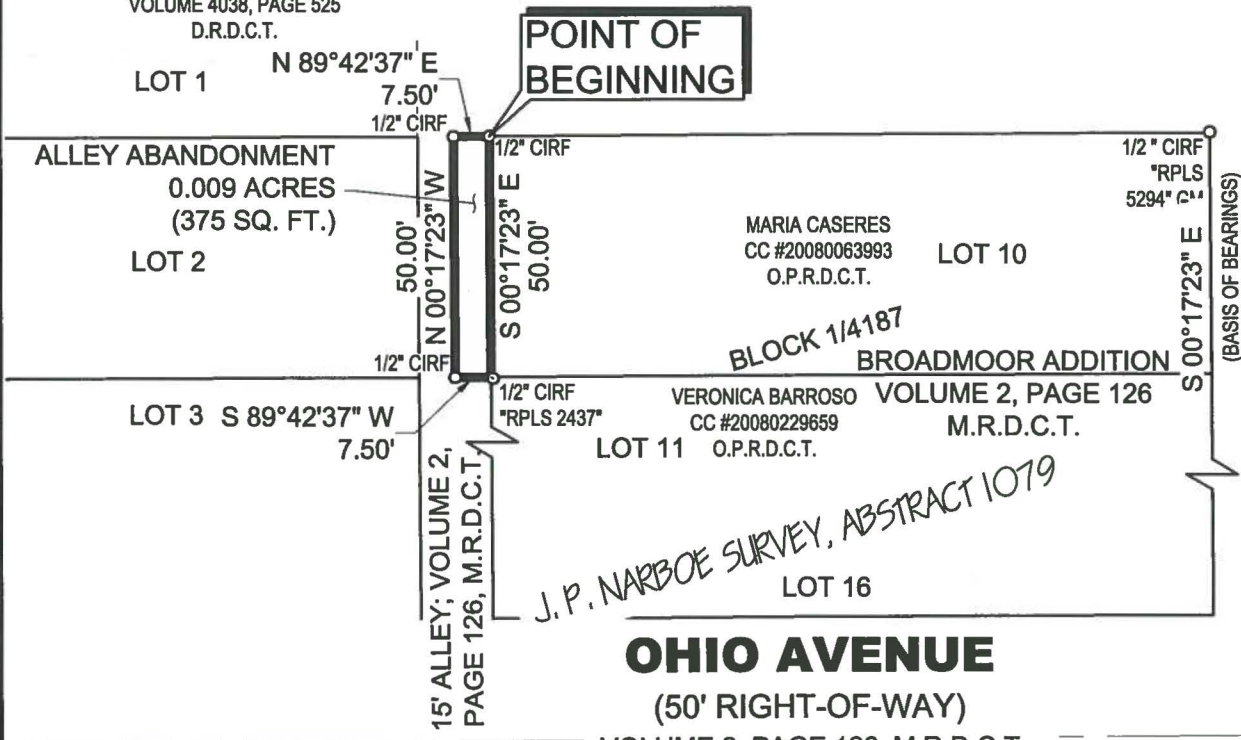 VOLUME 4038, PAGE 525
D.R.D.C.T.
LOT 1
N 89°42'37" E
7.50'
POINT OF
BEGINNING
1/2" CIRF
1/2" CIRF
1/2" CIRF
"RPLS
5294"
ALLEY ABANDONMENT
0.009 ACRES
(375 SQ. FT.)
LOT 2
50.00'
N 00°17'23" W
S 00°17'23" E
50.00'
MARIA CASERES
CC #20080063993
O.P.R.D.C.T.
LOT 10
S 00°17'23" E
(BASIS OF BEARINGS)
BLOCK 1/4187
BROADMOOR ADDITION
VOLUME 2, PAGE 126
M.R.D.C.T.
1/2" CIRF
1/2" CIRF
"RPLS 2437"
LOT 3
S 89°42'37" W
7.50'
VERONICA BARROSO
CC #20080229659
O.P.R.D.C.T.
LOT 11
15' ALLEY; VOLUME 2,
PAGE 126, M.R.D.C.T.
J.P. NARBOE SURVEY, ABSTRACT 1079
LOT 16
OHIO AVENUE
(50' RIGHT-OF-WAY)